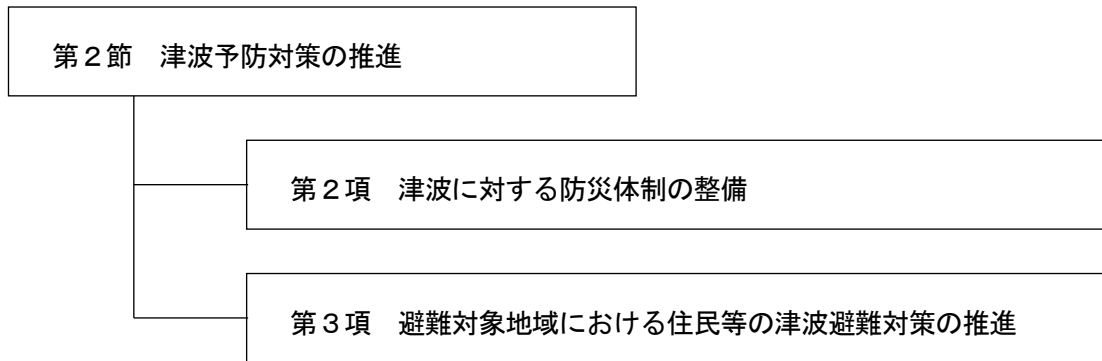 第２節　津波予防対策の推進
第２項　津波に対する防災体制の整備
第３項　避難対象地域における住民等の津波避難対策の推進